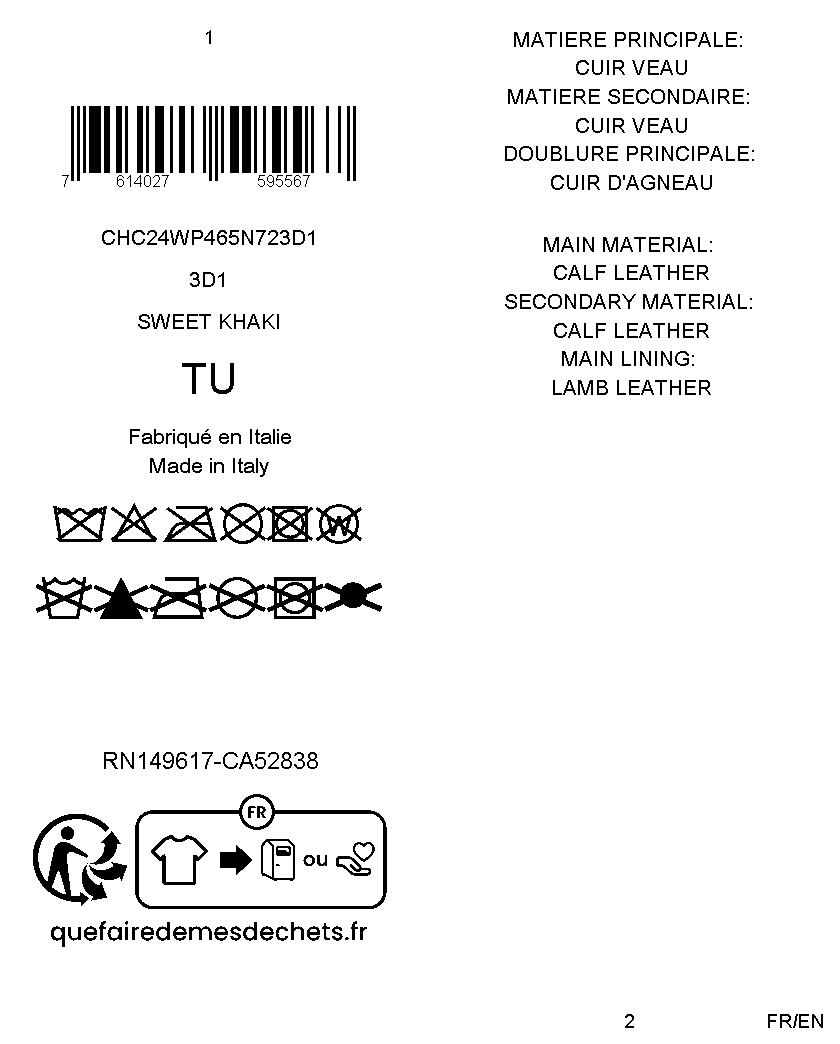 1
7 614027 595567
CHC24WP465N723D1
3D1
SWEET KHAKI
TU
Fabriqué en Italie
Made in Italy
W
RN149617-CA52838
FR
ou
quefairedemesdechets.fr
MATIERE PRINCIPALE:
CUIR VEAU
MATIERE SECONDAIRE:
CUIR VEAU
DOUBLURE PRINCIPALE:
CUIR D'AGNEAU
MAIN MATERIAL:
CALF LEATHER
SECONDARY MATERIAL:
CALF LEATHER
MAIN LINING:
LAMB LEATHER
2
FR/EN